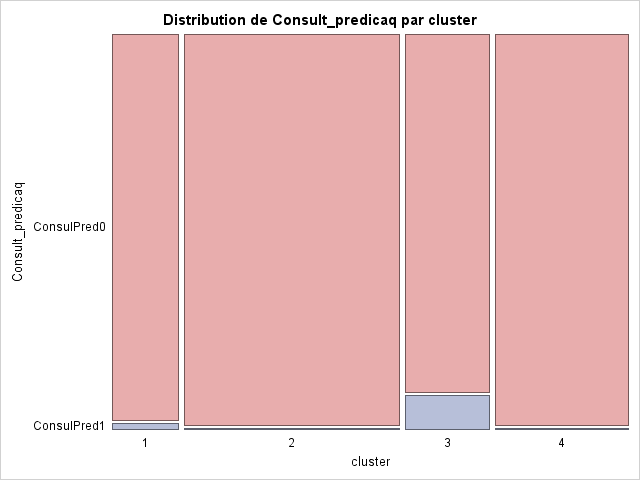 Distribution de Consult_predicaq par cluster
Consult_predicaq
ConsulPred0
ConsulPred1
1 2 3 4
cluster